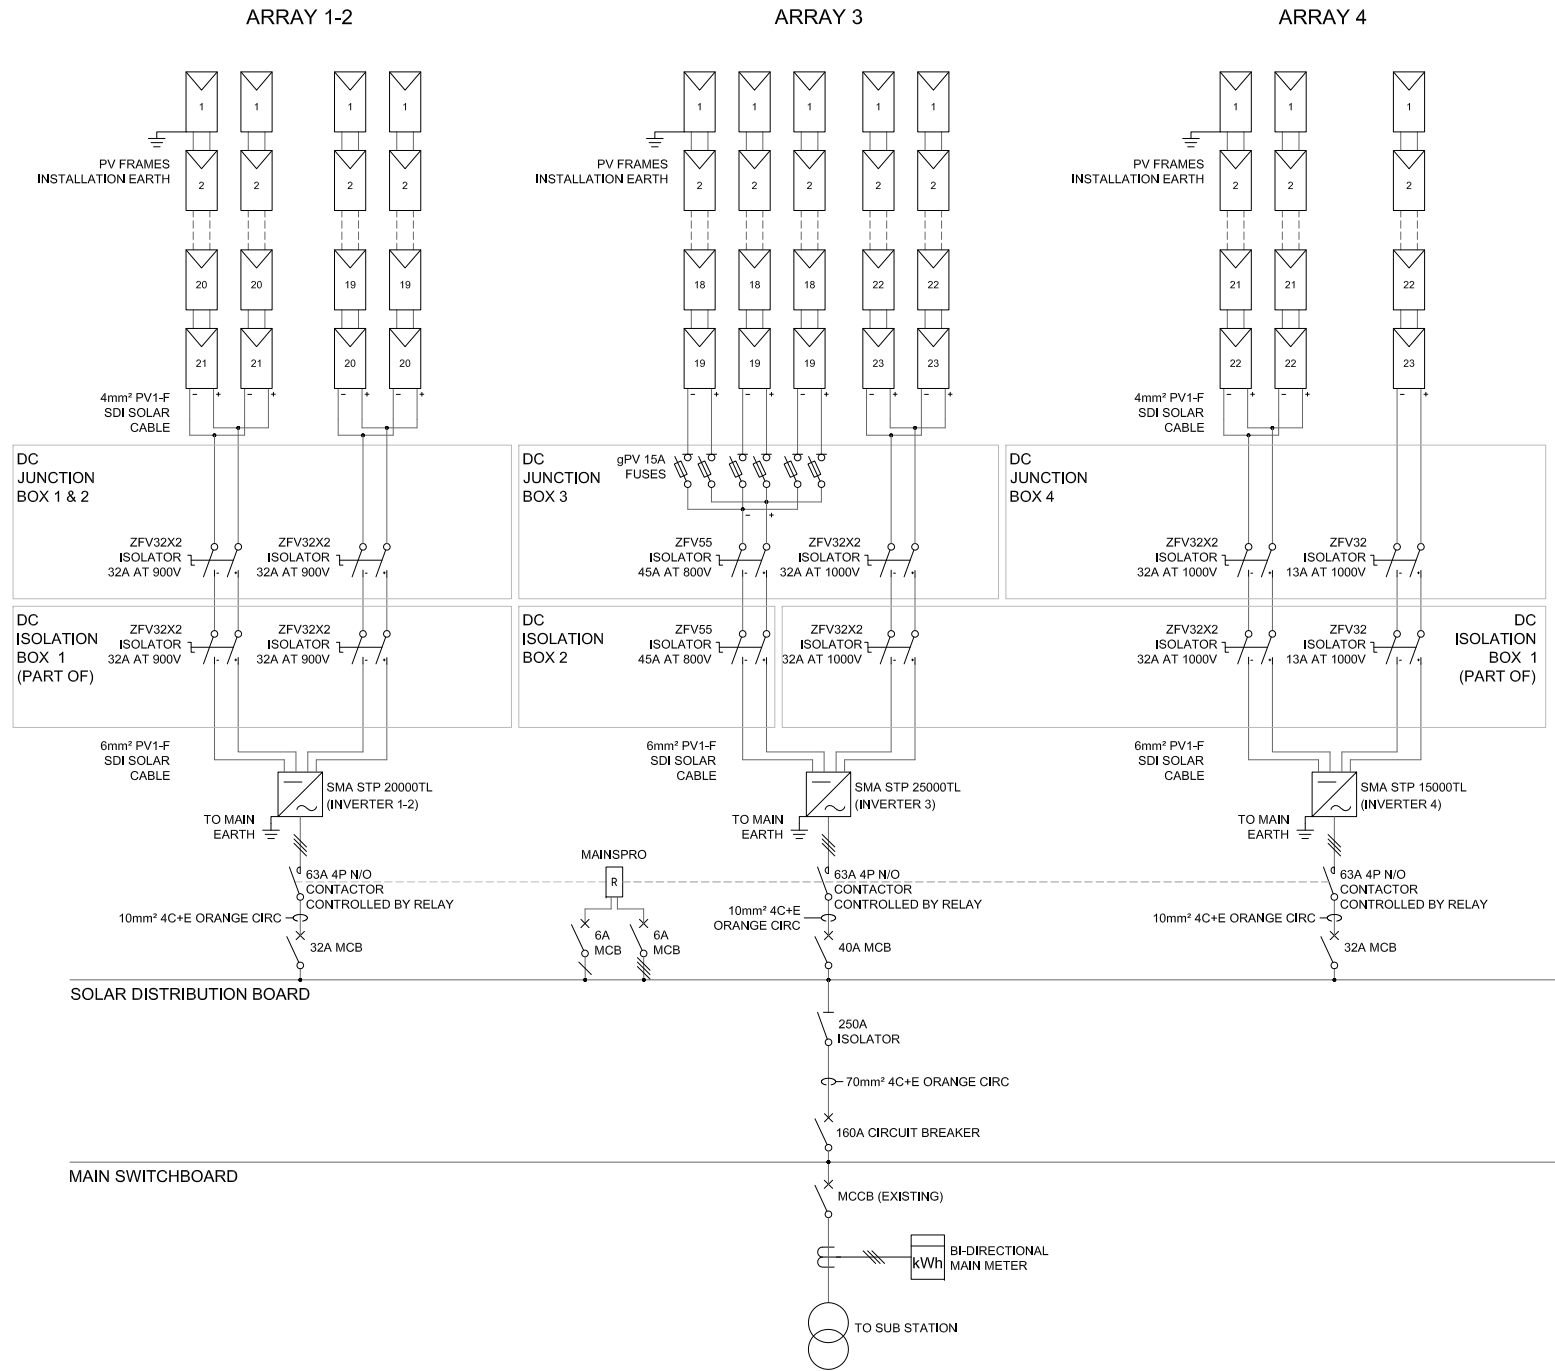 ARRAY 1-2
ARRAY 3
ARRAY 4
1 1 1 1
1 1 1 1 1
1 1 1
PV FRAMES
INSTALLATION EARTH
PV FRAMES
INSTALLATION EARTH
PV FRAMES
INSTALLATION EARTH
2 2 2 2
2 2 2 2 2
2 2 2
20 20 19 19
18 18 18 22 22
21 21 22
21 21 20 20
19 19 19 23 23
22 22 23
- + - +
- + - + - + - +
- + - +
4mm² PV1-F
SDI SOLAR
CABLE
4mm² PV1-F
SDI SOLAR
CABLE
DC
JUNCTION
BOX 1 & 2
DC
JUNCTION
BOX 3
gPV 15A
FUSES
- +
DC
JUNCTION
BOX 4
ZFV32X2
ISOLATOR
32A AT 900V
ZFV32X2
ISOLATOR
32A AT 900V
ZFV55
ISOLATOR
45A AT 800V
ZFV32X2
ISOLATOR
32A AT 1000V
ZFV32X2
ISOLATOR
32A AT 1000V
ZFV32
ISOLATOR
13A AT 1000V
DC
ISOLATION
BOX 1
(PART OF)
ZFV32X2
ISOLATOR
32A AT 900V
ZFV32X2
ISOLATOR
32A AT 900V
DC
ISOLATION
BOX 2
ZFV55
ISOLATOR
45A AT 800V
ZFV32X2
ISOLATOR
32A AT 1000V
ZFV32X2
ISOLATOR
32A AT 1000V
ZFV32
ISOLATOR
13A AT 1000V
DC
ISOLATION
BOX 1
(PART OF)
6mm² PV1-F
SDI SOLAR
CABLE
6mm² PV1-F
SDI SOLAR
CABLE
6mm² PV1-F
SDI SOLAR
CABLE
SMA STP 20000TL
(INVERTER 1-2)
SMA STP 25000TL
(INVERTER 3)
SMA STP 15000TL
(INVERTER 4)
TO MAIN
EARTH
TO MAIN
EARTH
TO MAIN
EARTH
MAINSPRO
R
63A 4P N/O
CONTACTOR
CONTROLLED BY RELAY
63A 4P N/O
CONTACTOR
CONTROLLED BY RELAY
63A 4P N/O
CONTACTOR
CONTROLLED BY RELAY
10mm² 4C+E ORANGE CIRC
10mm² 4C+E
ORANGE CIRC
10mm² 4C+E ORANGE CIRC
32A MCB
6A
MCB
6A
MCB
40A MCB
32A MCB
SOLAR DISTRIBUTION BOARD
250A
ISOLATOR
70mm² 4C+E ORANGE CIRC
160A CIRCUIT BREAKER
MAIN SWITCHBOARD
MCCB (EXISTING)
kWh
BI-DIRECTIONAL
MAIN METER
TO SUB STATION